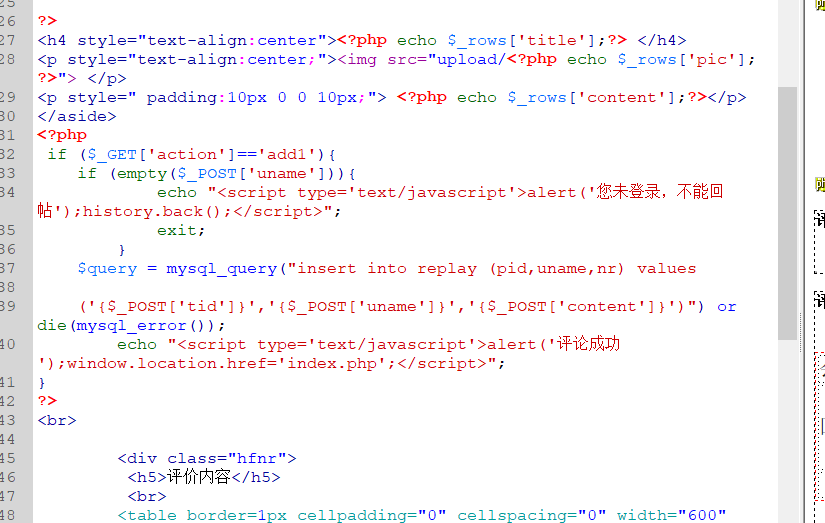 25
26 ?>
27 <h4 style="text-align:center"><?php echo $_rows['title'];?> </h4>
28 <p style="text-align:center;"><img src="upload/<?php echo $_rows['pic'];
?>"> </p>
29 <p style=" padding:10px 0 0 10px;"> <?php echo $_rows['content'];?></p>
30 </aside>
31 <?php
32 if ($_GET['action']=='add1'){
33 if (empty($_POST['uname'])){
34 echo "<script type='text/javascript'>alert('您未登录，不能回
帖');history.back();</script>";
35 exit;
36 }
37 $query = mysql_query("insert into replay (pid,uname,nr) values
38
39 ('{$_POST['tid']}','{$_POST['uname']}','{$_POST['content']}')") or
die(mysql_error());
40 echo "<script type='text/javascript'>alert('评论成功
');window.location.href='index.php';</script>";
41 }
42 ?>
43 <br>
44
45 <div class="hfnr">
46 <h5>评价内容</h5>
47 <br>
48 <table border=1px cellpadding="0" cellspacing="0" width="600"